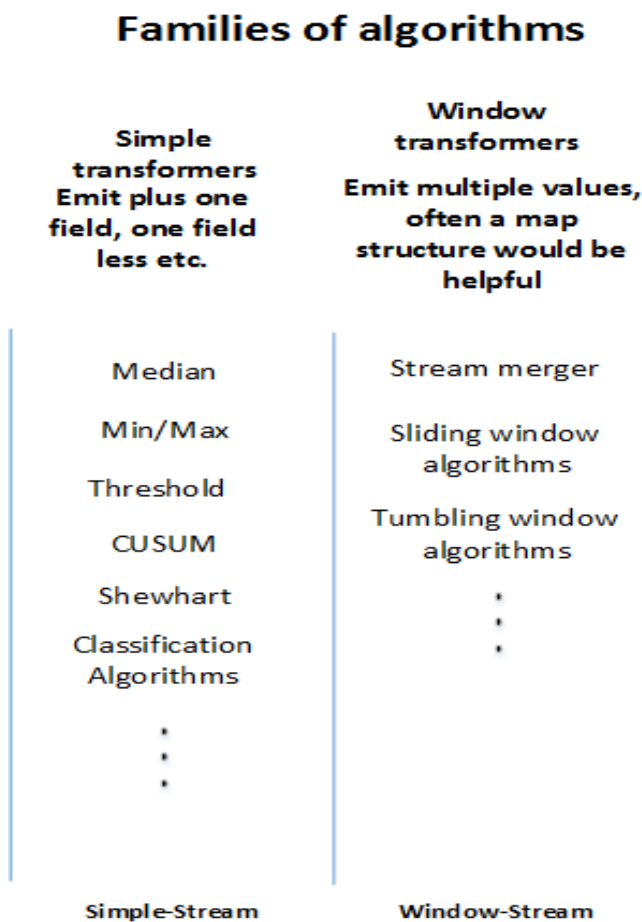 Families of algorithms
Simple
transformers
Emit plus one
field, one field
less etc.
Median
Min/Max
Threshold
CUSUM
Shewhart
Classification
Algorithms
Simple-Stream
Window
transformers
Emit multiple values,
often a map
structure would be
helpful
Stream merger
Sliding window
algorithms
Tumbling window
algorithms
Window-Stream